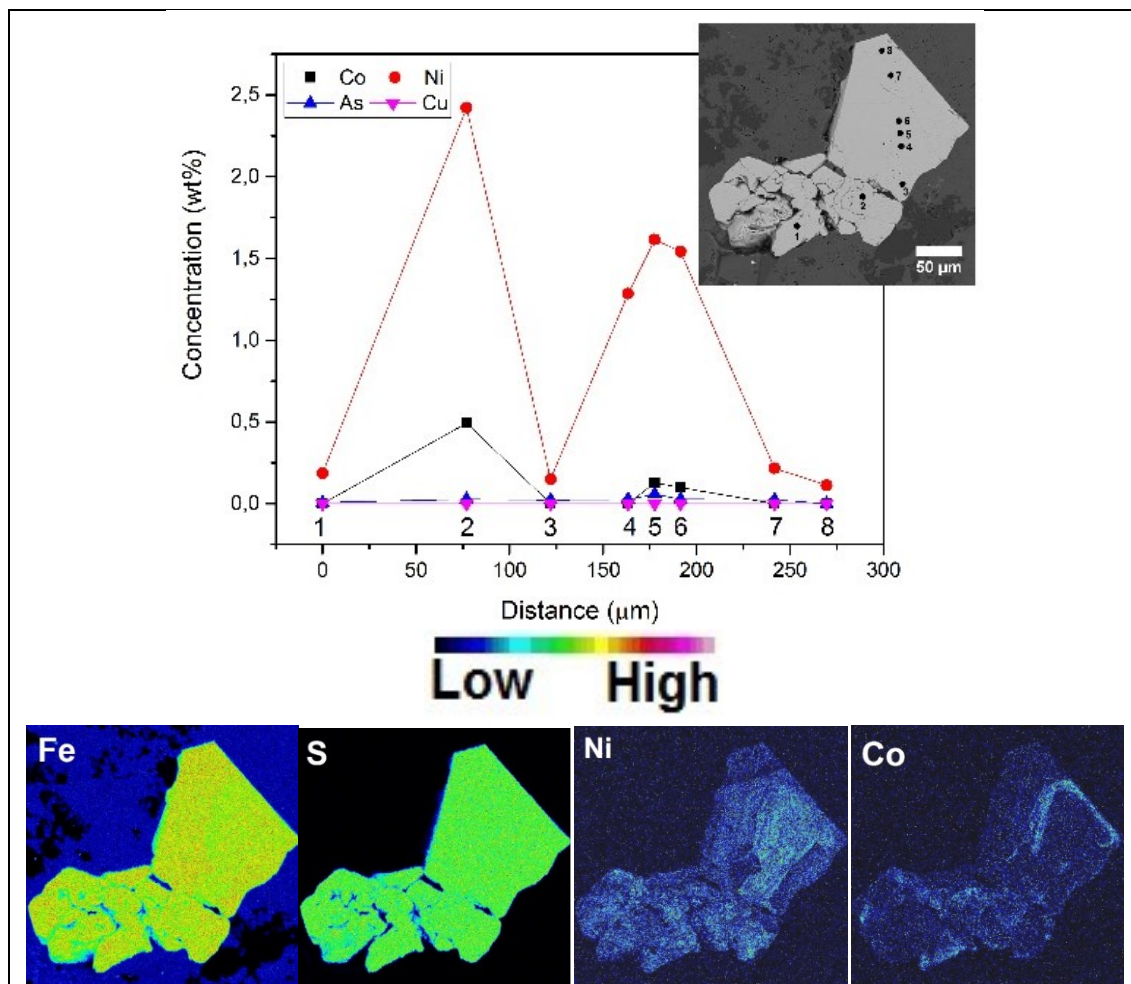 Co Ni
As Cu
Concentration (wt%)
2,5
2,0
1,5
1,0
0,5
0,0
1 2 3 4 5 6 7 8
0 50 100 150 200 250 300
Distance (µm)
8
7
6
5
4
3
2
1
50 µm
Low High
Fe S Ni Co